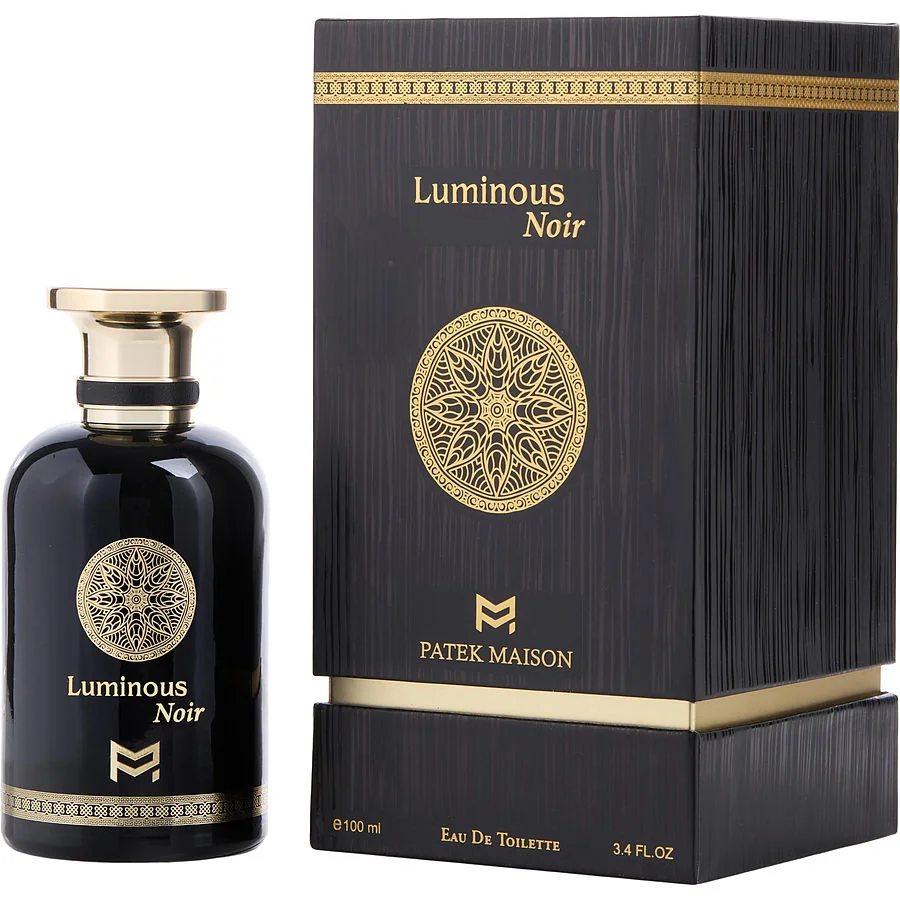 Luminous
Noir
PATEK MAISON
℮100 ml
EAU DE TOILETTE
3.4 FL.OZ
Luminous
Noir